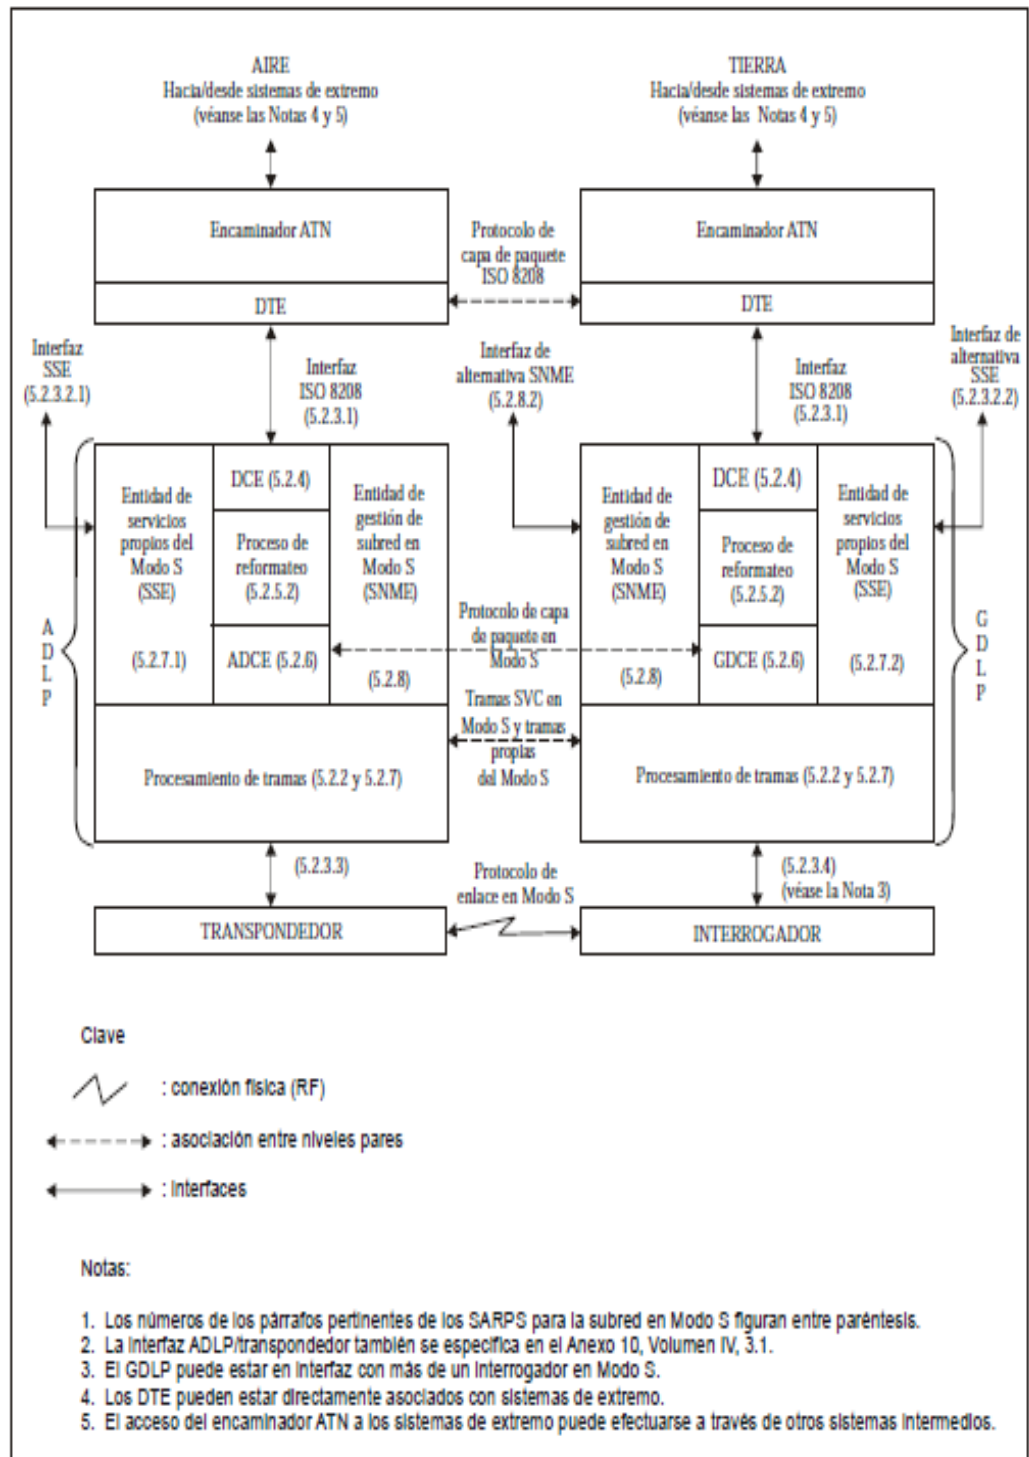 AIRE
Hacia/desde sistemas de extremo
(véanse las Notas 4 y 5)
TIERRA
Hacia/desde sistemas de extremo
(véanse las Notas 4 y 5)
Encaminador ATN
DTE
Protocolo de
capa de paquete
ISO 8208
Encaminador ATN
DTE
Interfaz
SSE
(5.2.3.2.1)
Interfaz
ISO 8208
(5.2.3.1)
Interfaz de
alternativa SNME
(5.2.8.2)
Interfaz
ISO 8208
(5.2.3.1)
Interfaz de
alternativa
SSE
(5.2.3.2.2)
A
D
L
P
Entidad de
servicios
propios del
Modo S
(SSE)
(5.2.7.1)
DCE (5.2.4)
Proceso de
reformateo
(5.2.5.2)
ADCE (5.2.6)
Entidad de
gestión de
subred en
Modo S
(SNME)
(5.2.8)
Protocolo de capa
de paquete en
Modo S
Tramas SVC en
Modo S y tramas
propias
del Modo S
Entidad de
gestión de
subred en
Modo S
(SNME)
(5.2.8)
DCE (5.2.4)
Proceso de
reformateo
(5.2.5.2)
GDCE (5.2.6)
Entidad de
servicios
propios del
Modo S
(SSE)
(5.2.7.2)
G
D
L
P
Procesamiento de tramas (5.2.2 y 5.2.7)
Procesamiento de tramas (5.2.2 y 5.2.7)
(5.2.3.3)
Protocolo de
enlace en Modo S
(5.2.3.4)
(véase la Nota 3)
TRANSPONDEDOR
INTERROGADOR
Clave
: conexión física (RF)
: asociación entre niveles pares
: Interfaces
Notas:
1. Los números de los párrafos pertinentes de los SARPS para la subred en Modo S figuran entre paréntesis.
2. La Interfaz ADLP/transpondedor también se especifica en el Anexo 10, Volumen IV, 3.1.
3. El GDLP puede estar en Interfaz con más de un Interrogador en Modo S.
4. Los DTE pueden estar directamente asociados con sistemas de extremo.
5. El acceso del encaminador ATN a los sistemas de extremo puede efectuarse a través de otros sistemas Intermedios.